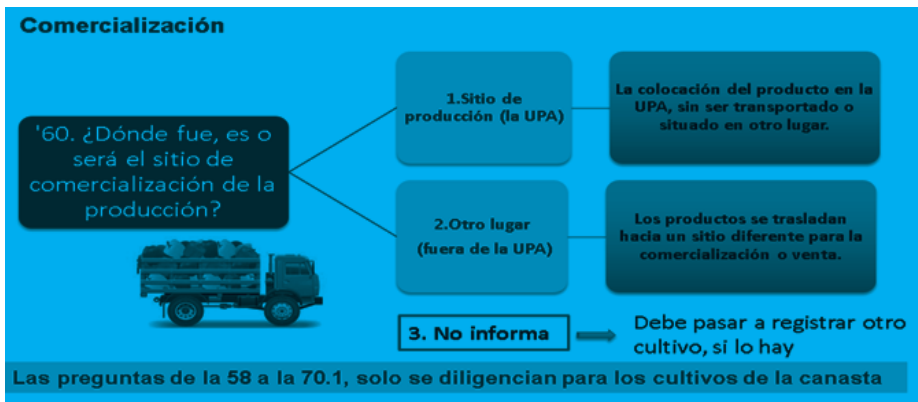 Comercialización
'60. ¿Dónde fue, es o
será el sitio de
comercialización de la
producción?
1.Sitio de
producción (la UPA)
La colocación del producto en la
UPA, sin ser transportado o
situado en otro lugar.
2.Otro lugar
(fuera de la UPA)
Los productos se trasladan
hacia un sitio diferente para la
comercialización o venta.
3. No informa
Debe pasar a registrar otro
cultivo, si lo hay
Las preguntas de la 58 a la 70.1, solo se diligencian para los cultivos de la canasta